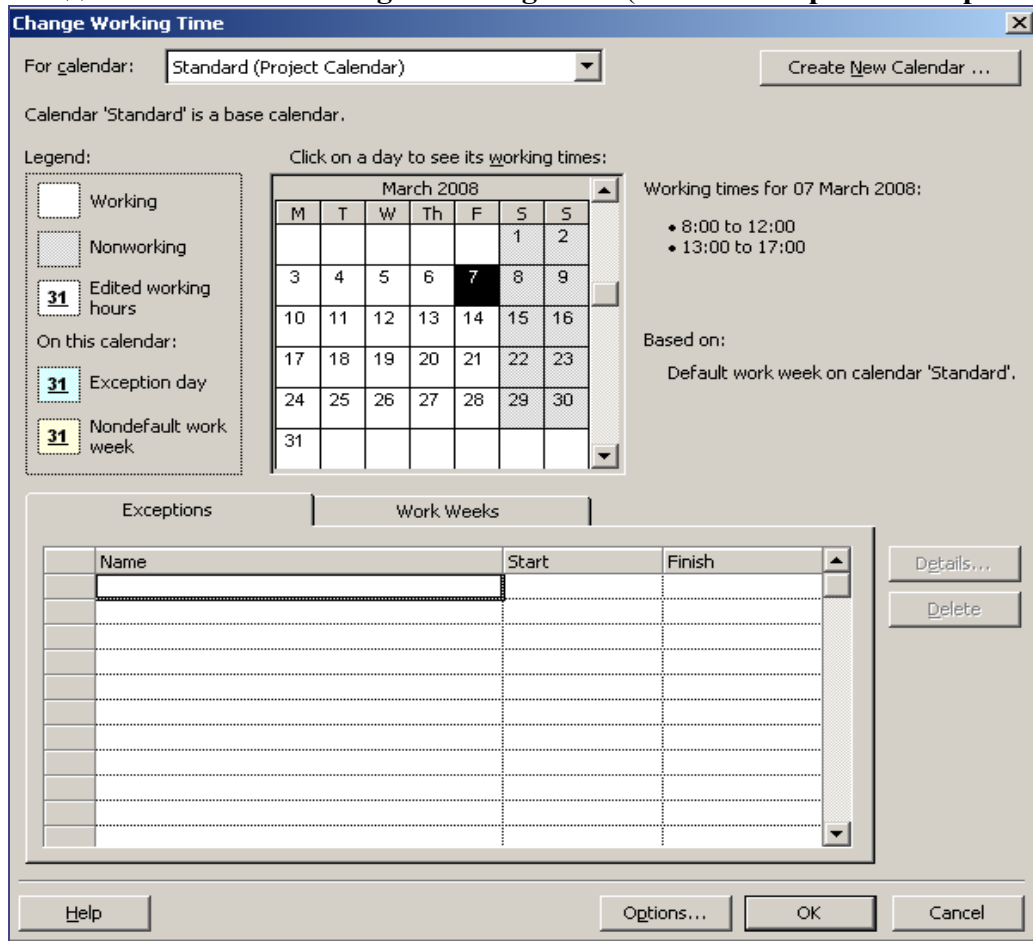 Change Working Time
For calendar: Standard (Project Calendar) Create New Calendar ...
Calendar 'Standard' is a base calendar.
Legend:
Working
Nonworking
31 Edited working
hours
On this calendar:
31 Exception day
31 Nondefault work
week
Click on a day to see its working times:
March 2008
M T W Th F S S
1 2
3 4 5 6 7 8 9
10 11 12 13 14 15 16
17 18 19 20 21 22 23
24 25 26 27 28 29 30
31
Working times for 07 March 2008:
• 8:00 to 12:00
• 13:00 to 17:00
Based on:
Default work week on calendar 'Standard'.
Exceptions Work Weeks
Name Start Finish
Details...
Delete
Help Options... OK Cancel